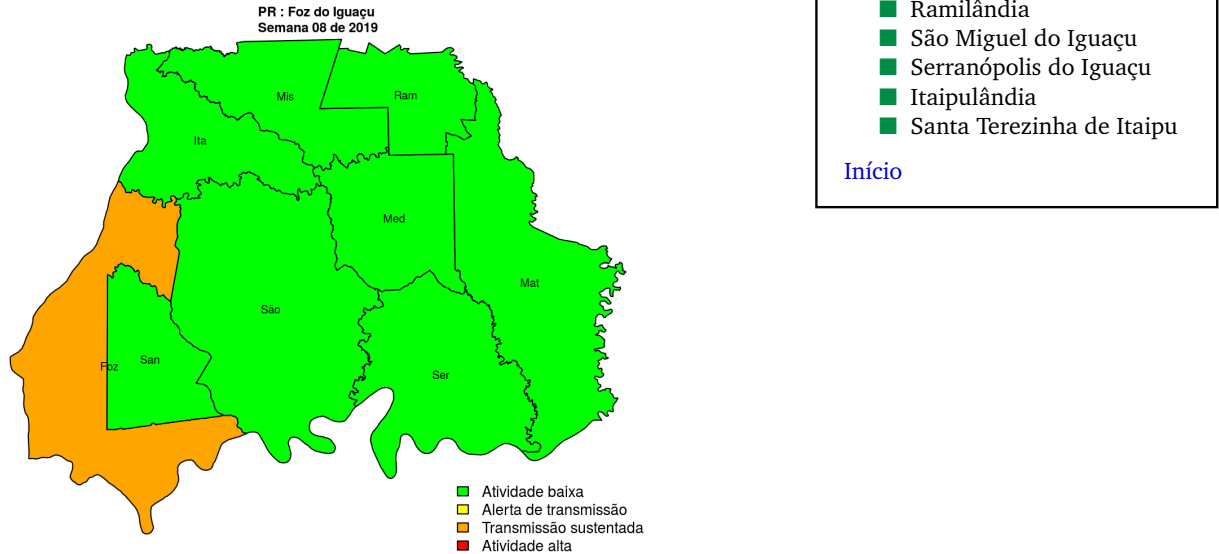 PR : Foz do Iguaçu
Semana 08 de 2019
Mis
Ram
Ita
Med
Mat
São
San
Foz
Ser
Atividade baixa
Alerta de transmissão
Transmissão sustentada
Atividade alta
Ramilândia
São Miguel do Iguaçu
Serranópolis do Iguaçu
Itaipulândia
Santa Terezinha de Itaipu
Início